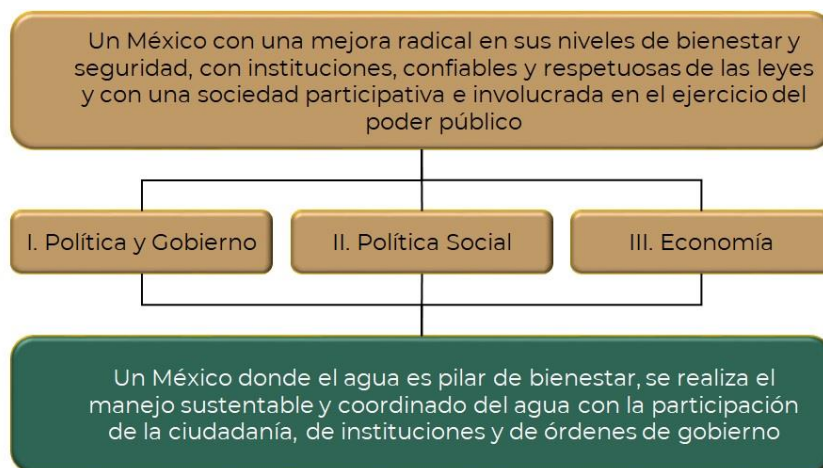 Un México con una mejora radical en sus niveles de bienestar y
seguridad, con instituciones, confiables y respetuosas de las leyes
y con una sociedad participativa e involucrada en el ejercicio del
poder público
I. Política y Gobierno
II. Política Social
III. Economía
Un México donde el agua es pilar de bienestar, se realiza el
manejo sustentable y coordinado del agua con la participación
de la ciudadanía, de instituciones y de órdenes de gobierno